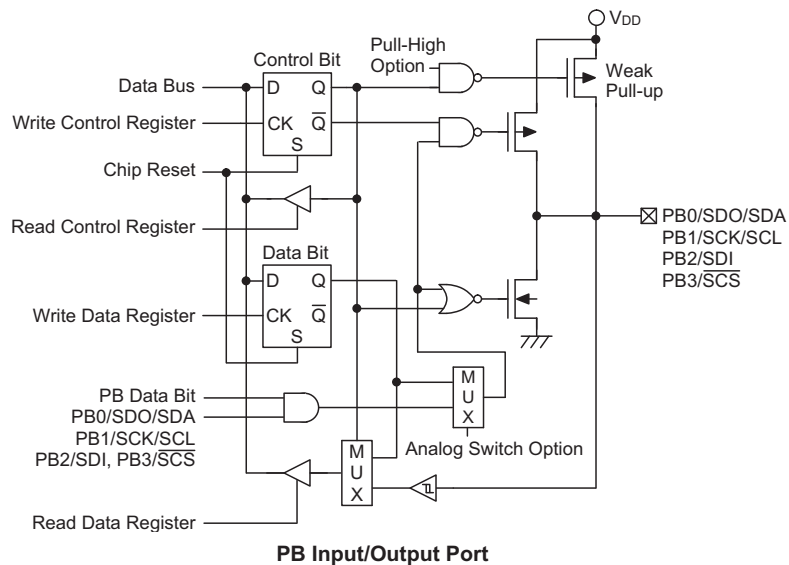 VDD
Control Bit
Pull-High
Option
Weak
Pull-up
Data Bus
D
Q
Write Control Register
CK
Q̅
S
Chip Reset
Read Control Register
PB0/SDO/SDA
PB1/SCK/SCL
PB2/SDI
PB3/S̅C̅S̅
Data Bit
D
Q
Write Data Register
CK
Q̅
S
PB Data Bit
PB0/SDO/SDA
PB1/SCK/SCL
PB2/SDI, PB3/S̅C̅S̅
M
U
X
Analog Switch Option
M
U
X
Read Data Register
PB Input/Output Port